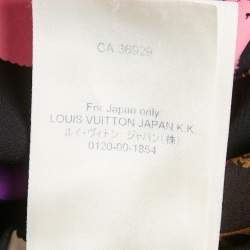 CA 36929
For Japan only
LOUIS VUITTON JAPAN K.K.
ルイ・ヴィトン ジャパン(株)
0120-00-1854